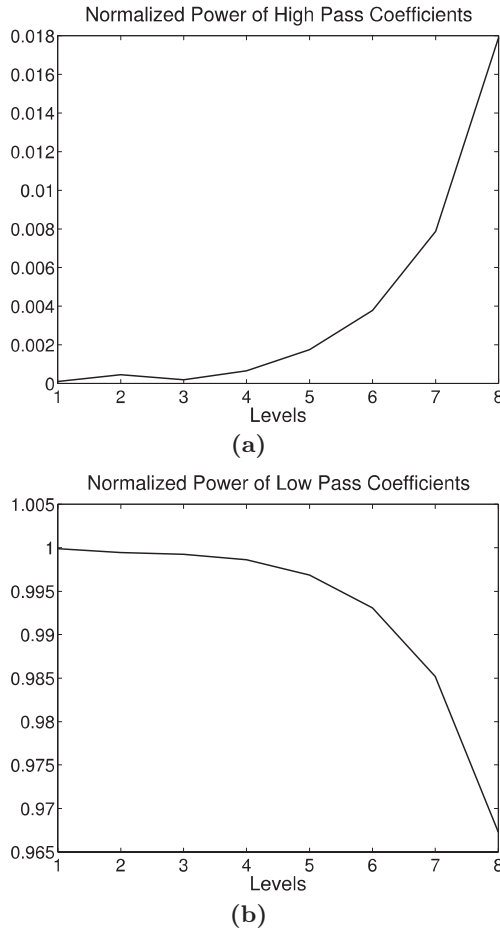 Normalized Power of High Pass Coefficients
0.018
0.016
0.014
0.012
0.01
0.008
0.006
0.004
0.002
0
1 2 3 4 5 6 7 8
Levels
(a)
Normalized Power of Low Pass Coefficients
1.005
1
0.995
0.99
0.985
0.98
0.975
0.97
0.965
1 2 3 4 5 6 7 8
Levels
(b)